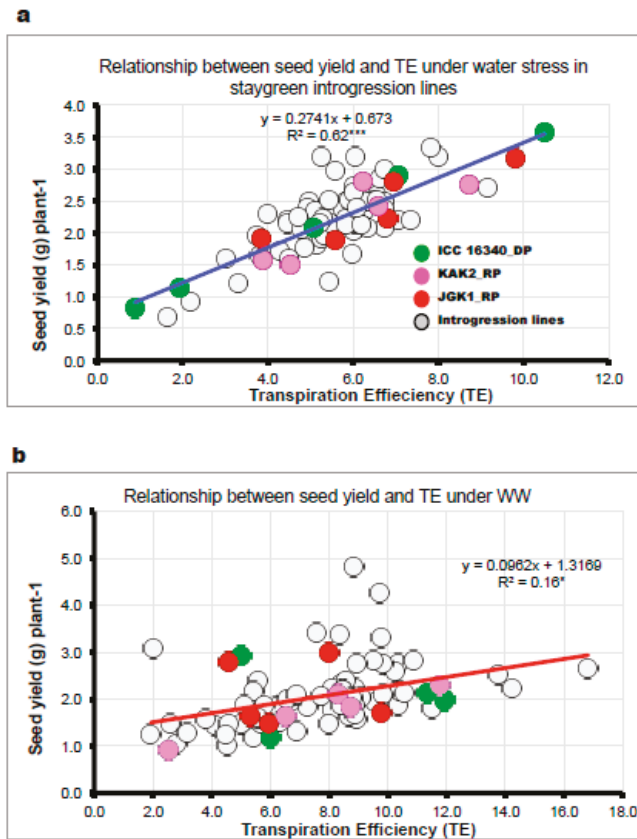 a
Relationship between seed yield and TE under water stress in
staygreen introgression lines
y = 0.2741x + 0.673
R² = 0.62***
Seed yield (g) plant-1
4.0
3.5
3.0
2.5
2.0
1.5
1.0
0.5
0.0
ICC 16340_DP
KAK2_RP
JGK1_RP
Introgression lines
0.0 2.0 4.0 6.0 8.0 10.0 12.0
Transpiration Effieciency (TE)
b
Relationship between seed yield and TE under WW
y = 0.0962x + 1.3169
R² = 0.16*
Seed yield (g) plant-1
6.0
5.0
4.0
3.0
2.0
1.0
0.0
0.0 2.0 4.0 6.0 8.0 10.0 12.0 14.0 16.0 18.0
Transpiration Efficiency (TE)